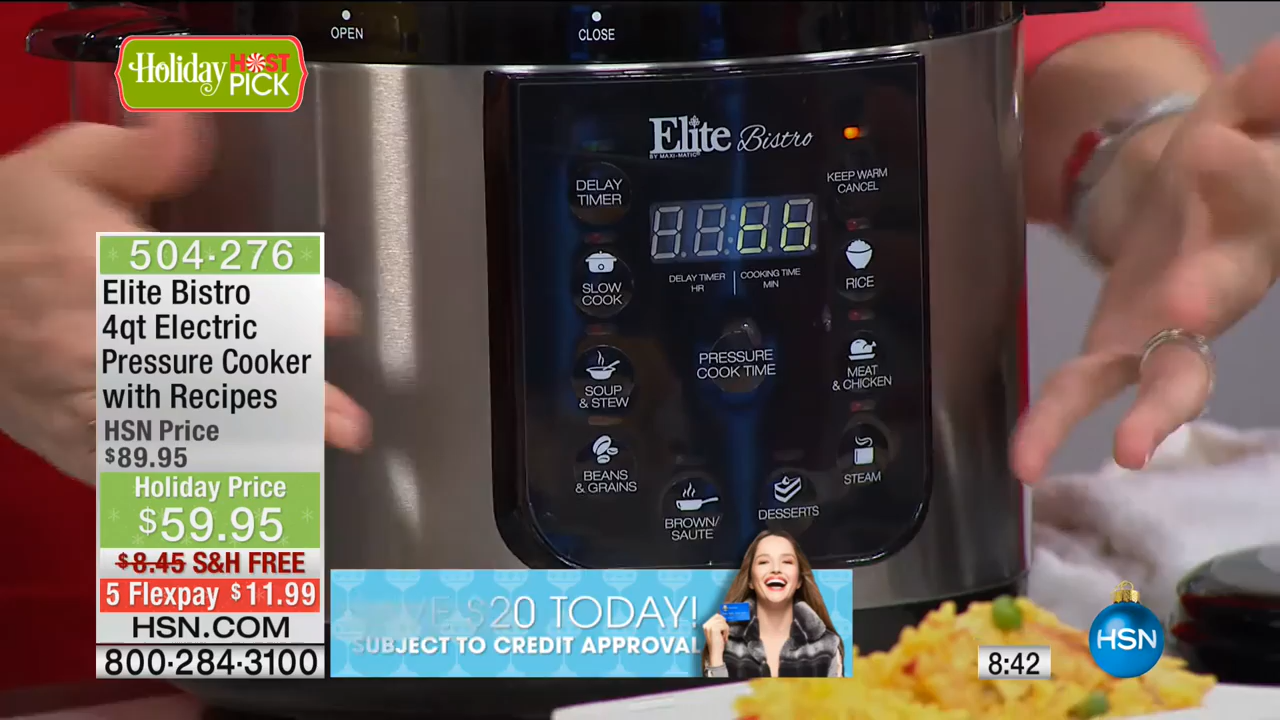 OPEN
CLOSE
Holiday HOST
PICK
Elite Bistro
BY MAXI-MATIC
DELAY
TIMER
KEEP WARM
CANCEL
DELAY TIMER
HR
COOKING TIME
MIN
SLOW
COOK
RICE
PRESSURE
COOK TIME
SOUP
& STEW
MEAT
& CHICKEN
BEANS
& GRAINS
STEAM
BROWN/
SAUTE
DESSERTS
504·276
Elite Bistro
4qt Electric
Pressure Cooker
with Recipes
HSN Price
$89.95
Holiday Price
$59.95
$8.45 S&H FREE
5 Flexpay $11.99
HSN.COM
800·284·3100
$20 TODAY!
SUBJECT TO CREDIT APPROVAL
8:42
HSN